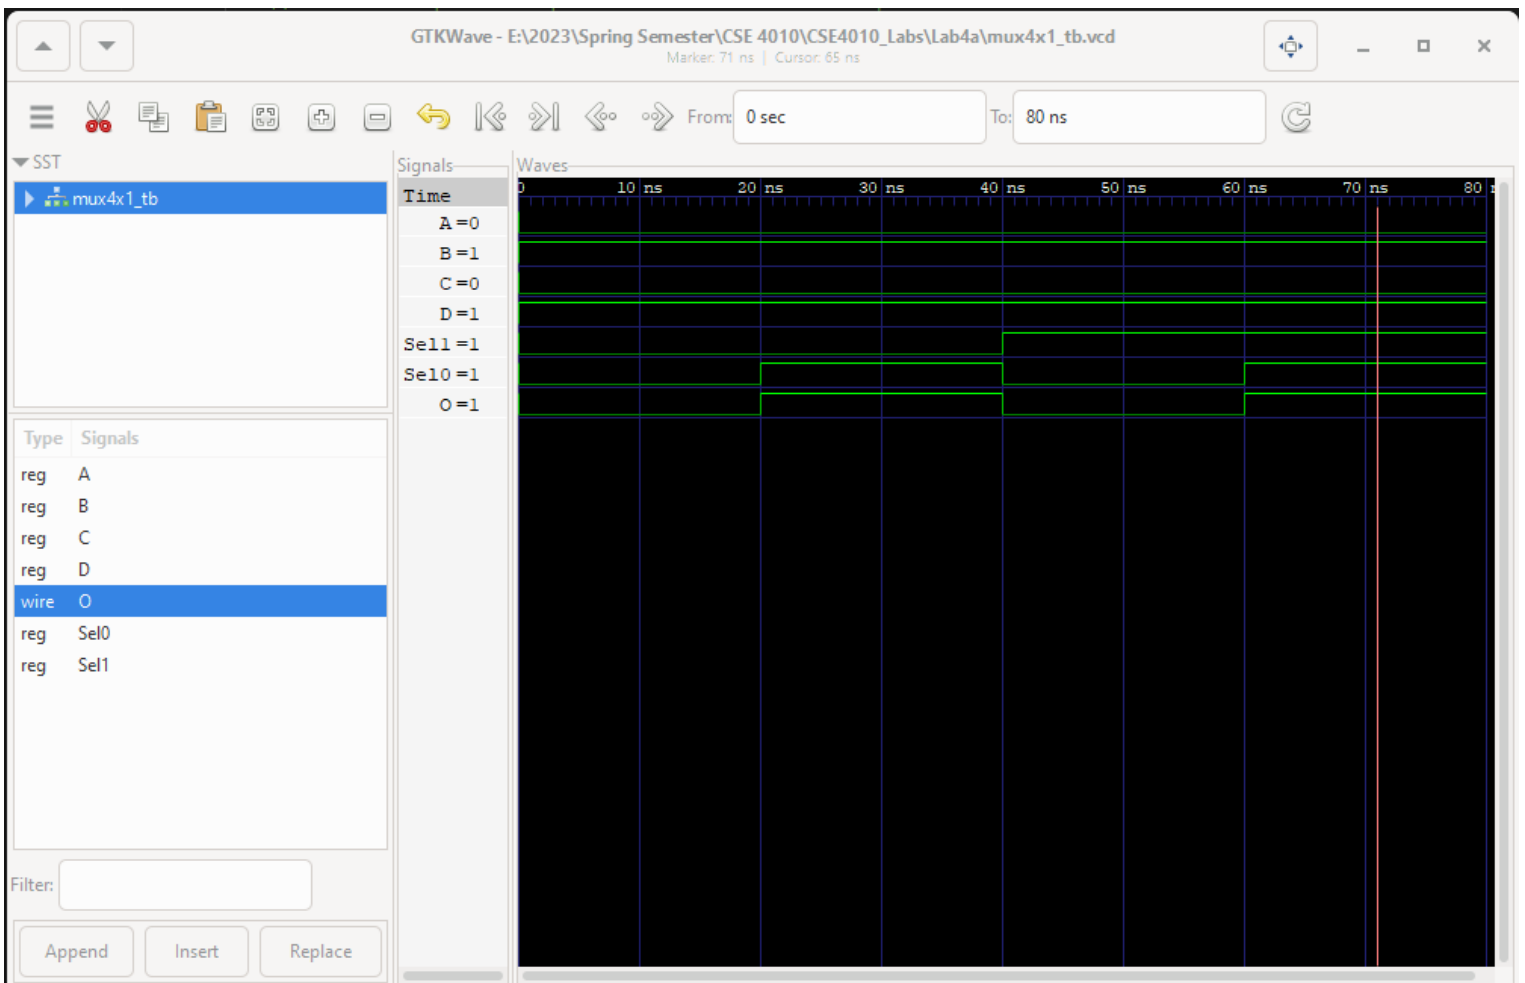 GTKWave - E:\2023\Spring Semester\CSE 4010\CSE4010_Labs\Lab4a\mux4x1_tb.vcd
Marker: 71 ns | Cursor: 65 ns
From: 0 sec To: 80 ns
SST
mux4x1_tb
Signals
Waves
Time
0 10 ns 20 ns 30 ns 40 ns 50 ns 60 ns 70 ns 80
A=0
B=1
C=0
D=1
Sel1=1
Sel0=1
O=1
Type Signals
reg A
reg B
reg C
reg D
wire O
reg Sel0
reg Sel1
Filter:
Append Insert Replace